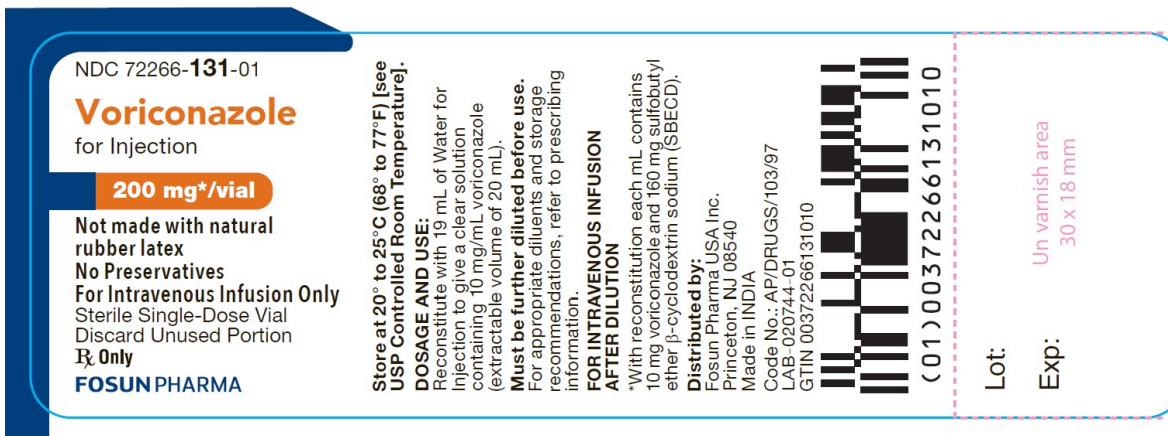 NDC 72266-131-01
Voriconazole
for Injection
200 mg*/vial
Not made with natural
rubber latex
No Preservatives
For Intravenous Infusion Only
Sterile Single-Dose Vial
Discard Unused Portion
℞ Only
FOSUN PHARMA
Store at 20° to 25°C (68° to 77°F) [see
USP Controlled Room Temperature].
DOSAGE AND USE:
Reconstitute with 19 mL of Water for
Injection to give a clear solution
containing 10 mg/mL voriconazole
(extractable volume of 20 mL).
Must be further diluted before use.
For appropriate diluents and storage
recommendations, refer to prescribing
information.
FOR INTRAVENOUS INFUSION
AFTER DILUTION
*With reconstitution each mL contains
10 mg voriconazole and 160 mg sulfobutyl
ether β-cyclodextrin sodium (SBECD).
Distributed by:
Fosun Pharma USA Inc.
Princeton, NJ 08540
Made in INDIA
Code No.: AP/DRUGS/103/97
LAB-020744-01
GTIN 00372266131010
(01)00372266131010
Lot:
Exp:
Un varnish area
30 x 18 mm